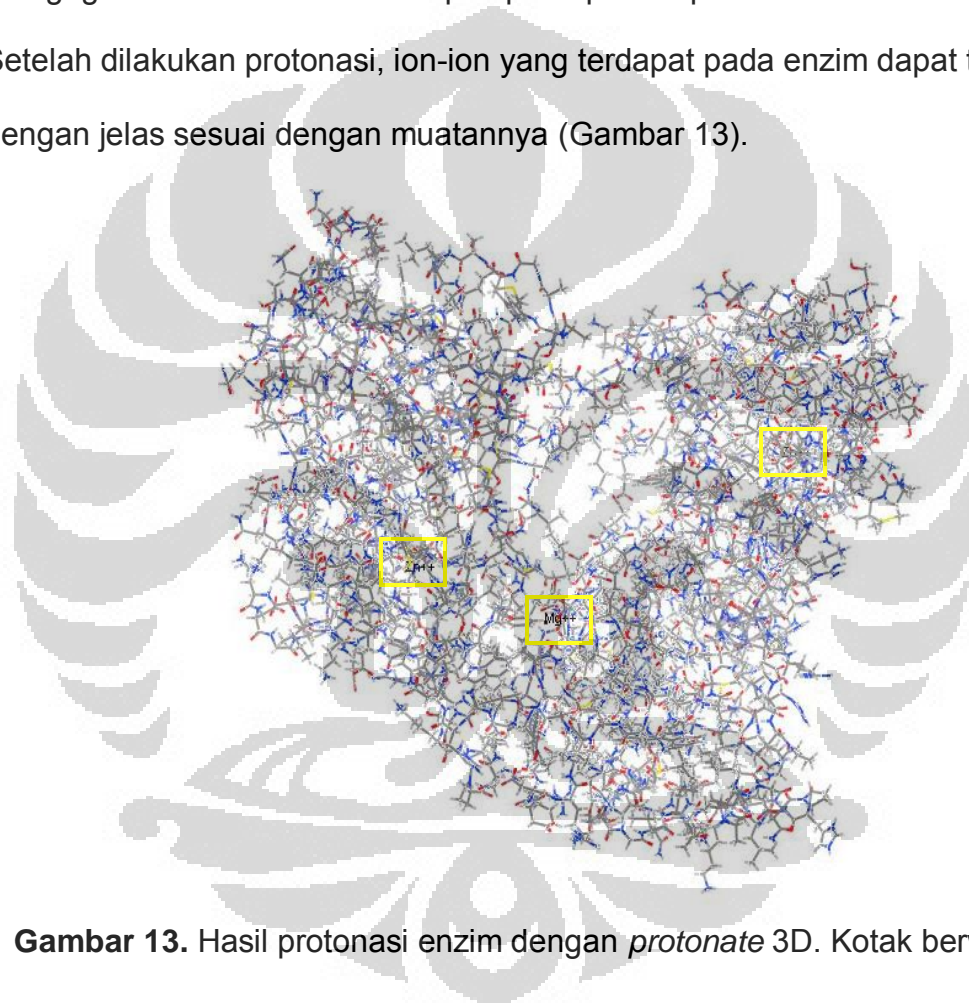 Setelah dilakukan protonasi, ion-ion yang terdapat pada enzim dapat
dengan jelas sesuai dengan muatannya (Gambar 13).
Zn++
Mg++
Gambar 13. Hasil protonasi enzim dengan protonate 3D. Kotak